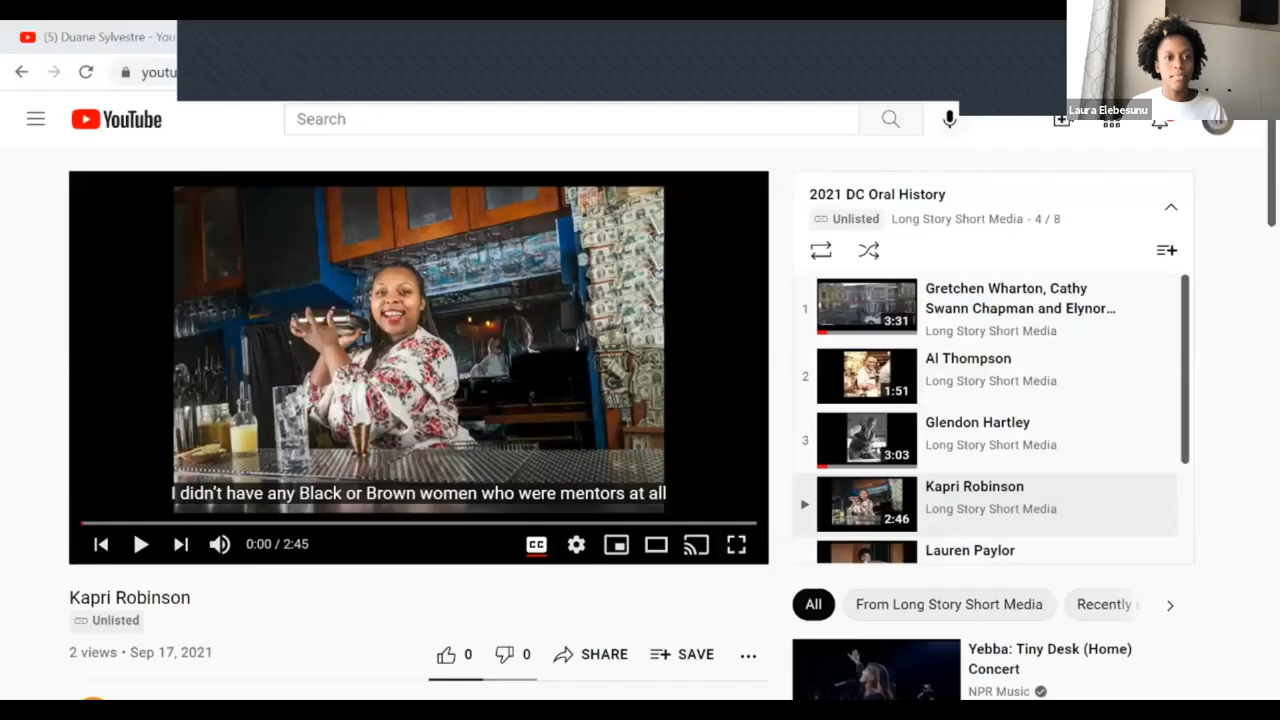 (5) Duane Sylvestre - You
youtu
Laura Elebesunu
YouTube
Search
I didn't have any Black or Brown women who were mentors at all
0:00 / 2:45
CC
Kapri Robinson
Unlisted
2 views • Sep 17, 2021
0
0
SHARE
SAVE
2021 DC Oral History
Unlisted
Long Story Short Media - 4 / 8
1
3:31
Gretchen Wharton, Cathy
Swann Chapman and Elynor...
Long Story Short Media
2
1:51
Al Thompson
Long Story Short Media
3
3:03
Glendon Hartley
Long Story Short Media
2:46
Kapri Robinson
Long Story Short Media
Lauren Paylor
All
From Long Story Short Media
Recently
Yebba: Tiny Desk (Home)
Concert
NPR Music